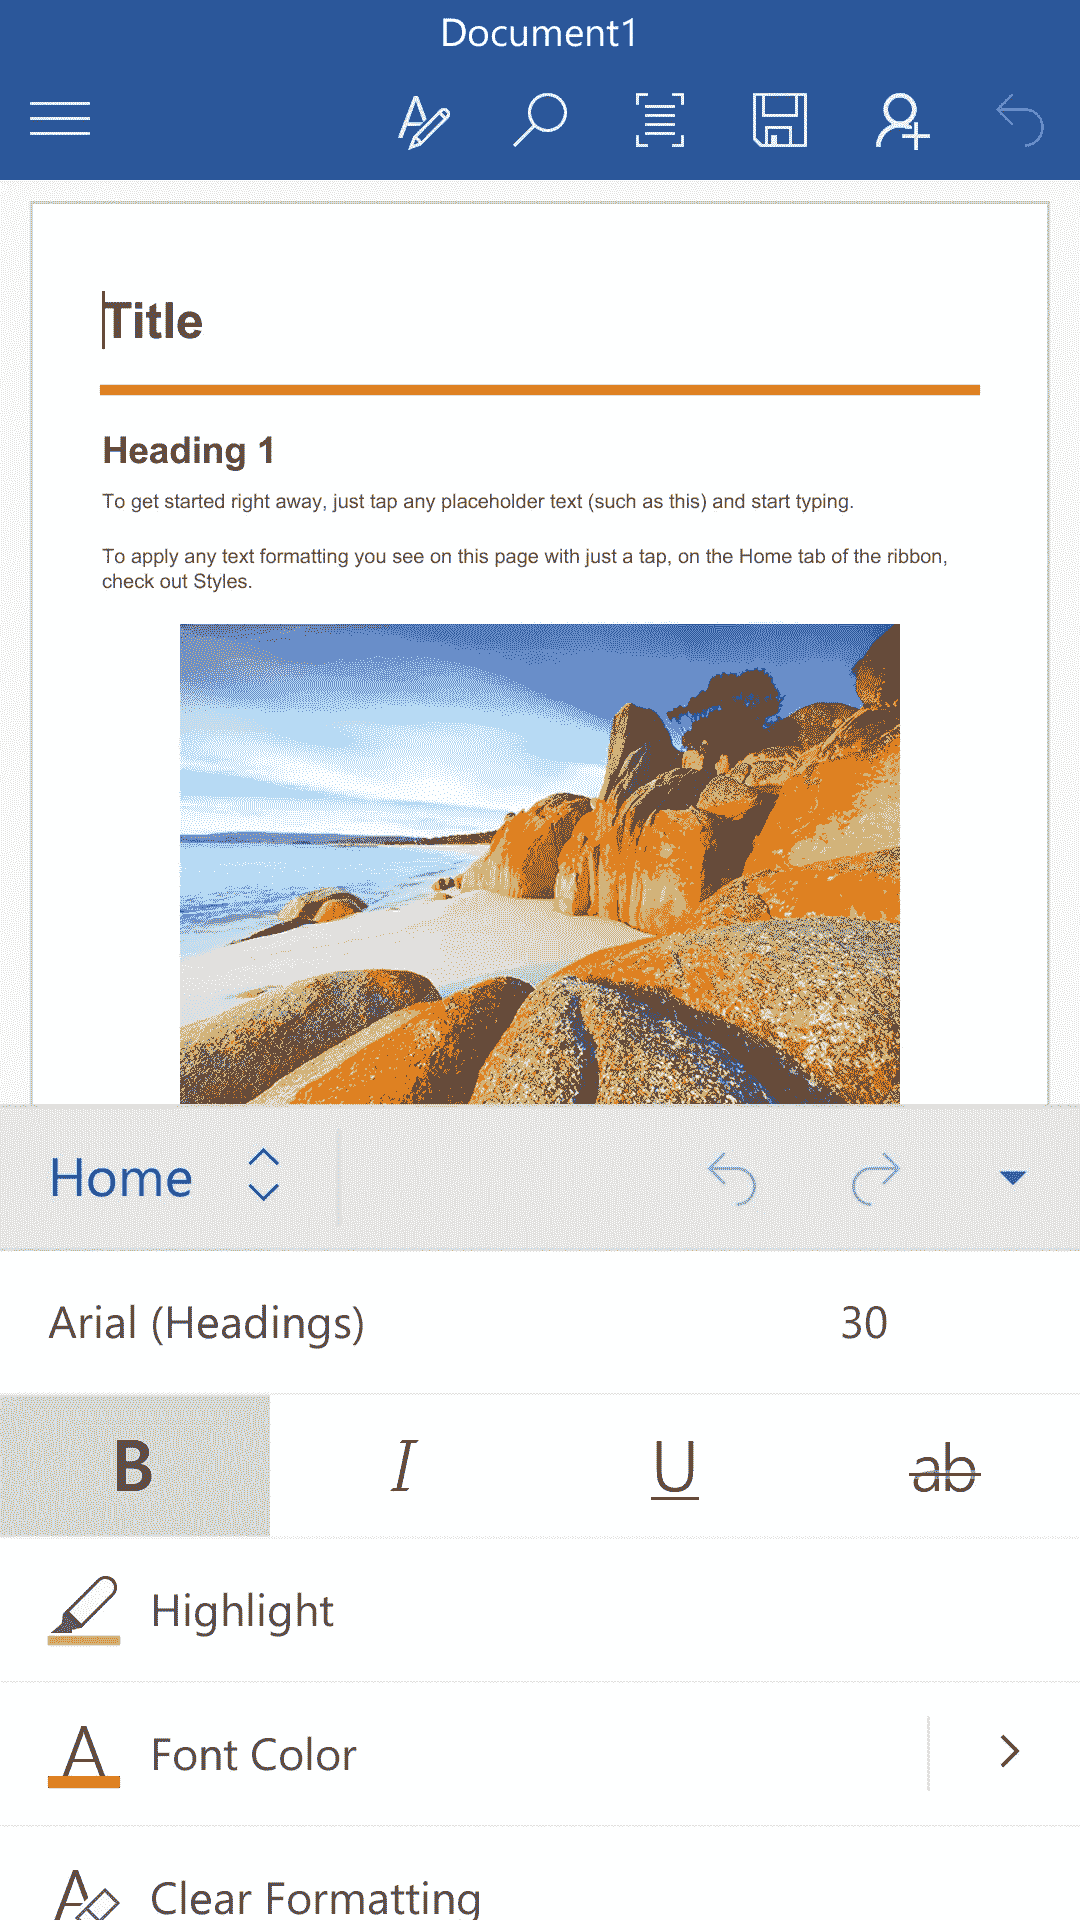 Document1
Title
Heading 1
To get started right away, just tap any placeholder text (such as this) and start typing.
To apply any text formatting you see on this page with just a tap, on the Home tab of the ribbon,
check out Styles.
Home
Arial (Headings) 30
B I U ab
Highlight
A Font Color
Clear Formatting